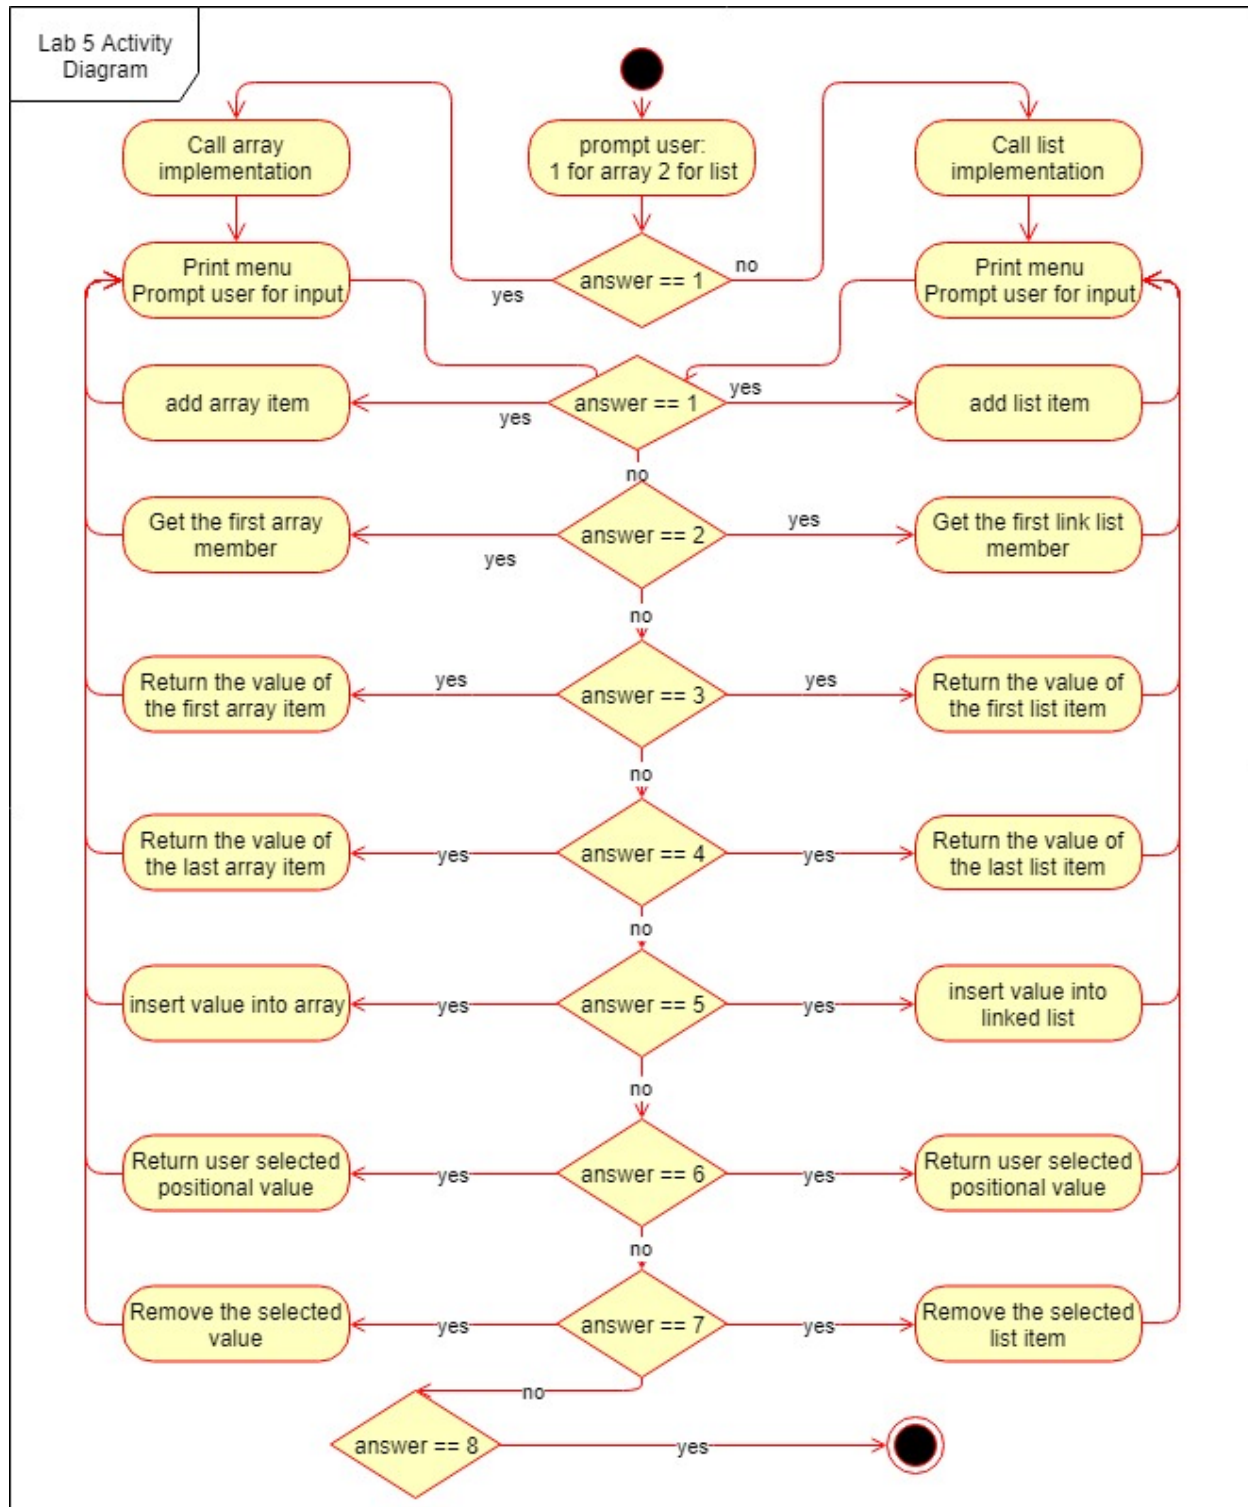 Lab 5 Activity
Diagram
Call array
implementation
prompt user:
1 for array 2 for list
Call list
implementation
Print menu
Prompt user for input
yes
answer == 1
no
Print menu
Prompt user for input
add array item
yes
answer == 1
yes
add list item
no
Get the first array
member
yes
answer == 2
yes
Get the first link list
member
no
Return the value of
the first array item
yes
answer == 3
yes
Return the value of
the first list item
no
Return the value of
the last array item
yes
answer == 4
yes
Return the value of
the last list item
no
insert value into array
yes
answer == 5
yes
insert value into
linked list
no
Return user selected
positional value
yes
answer == 6
yes
Return user selected
positional value
no
Remove the selected
value
yes
answer == 7
yes
Remove the selected
list item
no
answer == 8
yes